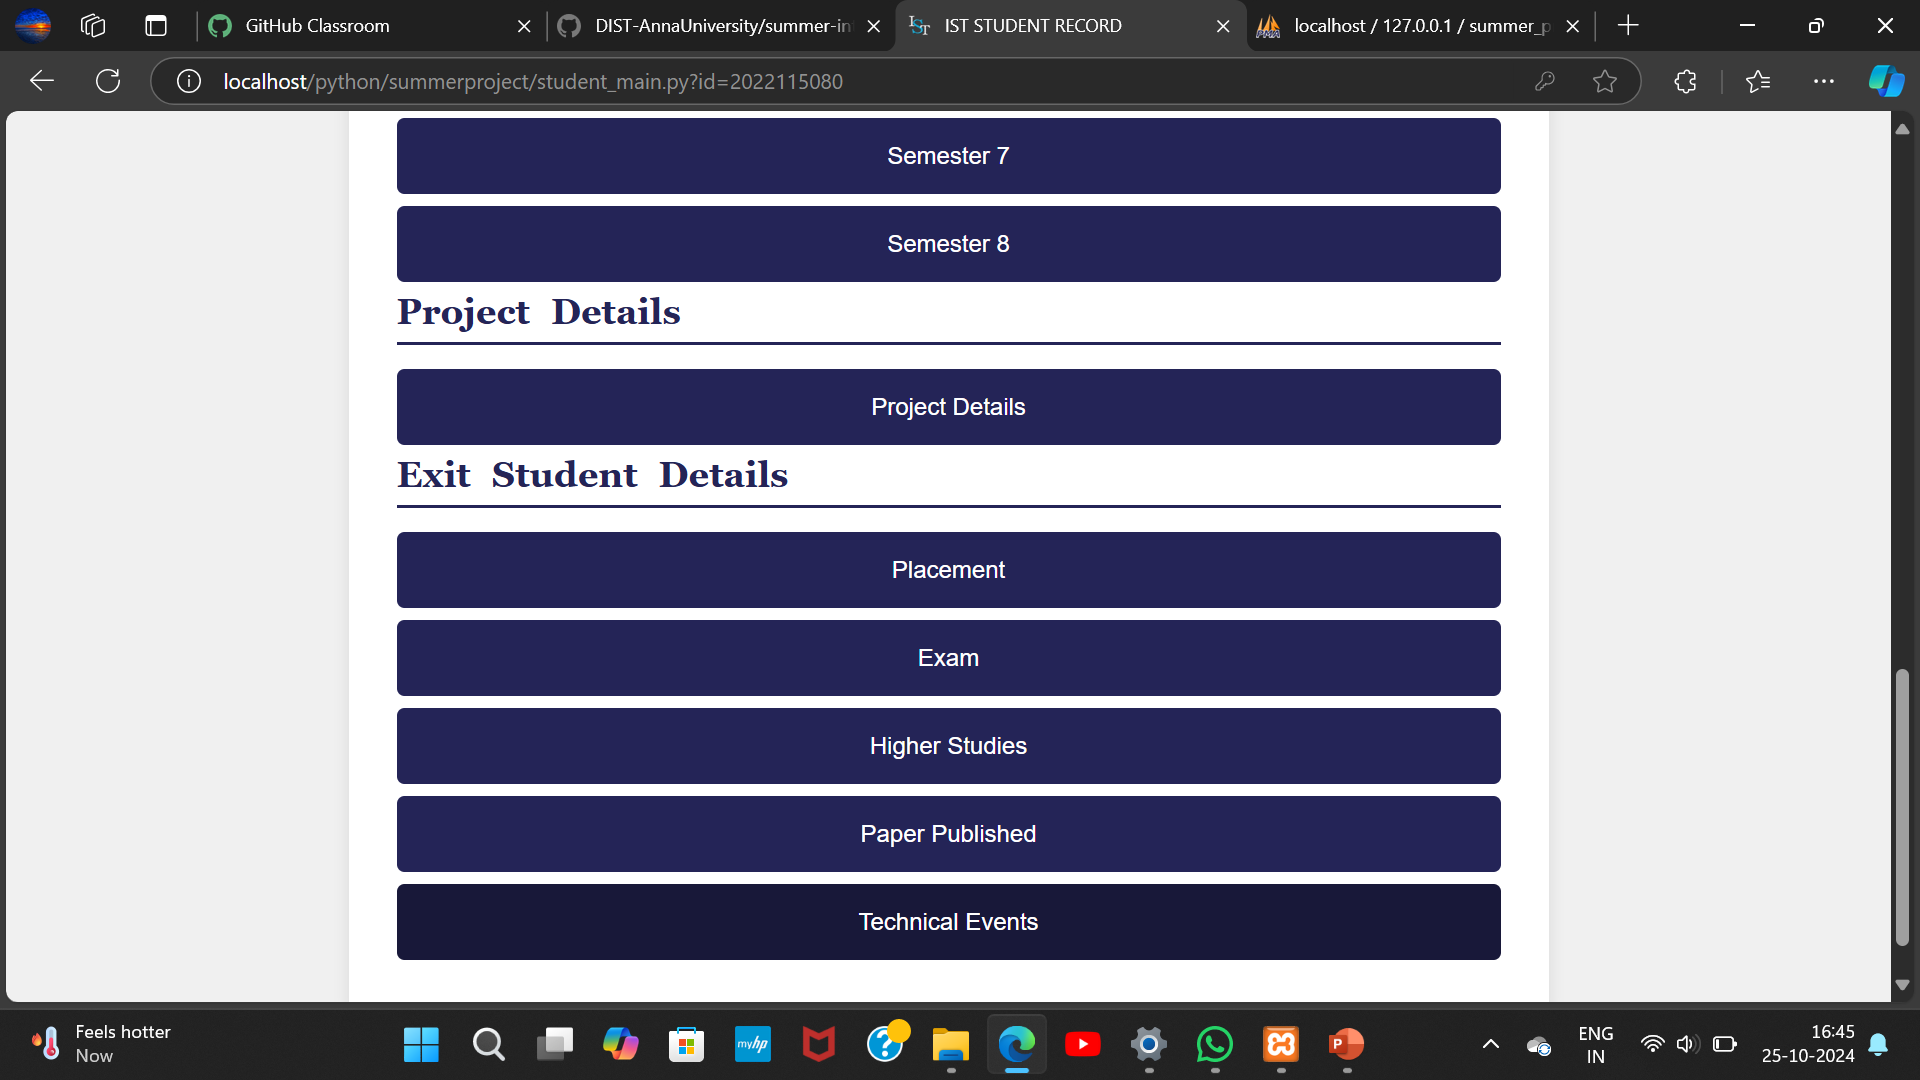 GitHub Classroom
DIST-AnnaUniversity/summer-in
IST STUDENT RECORD
localhost / 127.0.0.1 / summer_p
localhost/python/summerproject/student_main.py?id=2022115080
Semester 7
Semester 8
Project Details
Project Details
Exit Student Details
Placement
Exam
Higher Studies
Paper Published
Technical Events
Feels hotter
Now
myhp
ENG
IN
16:45
25-10-2024